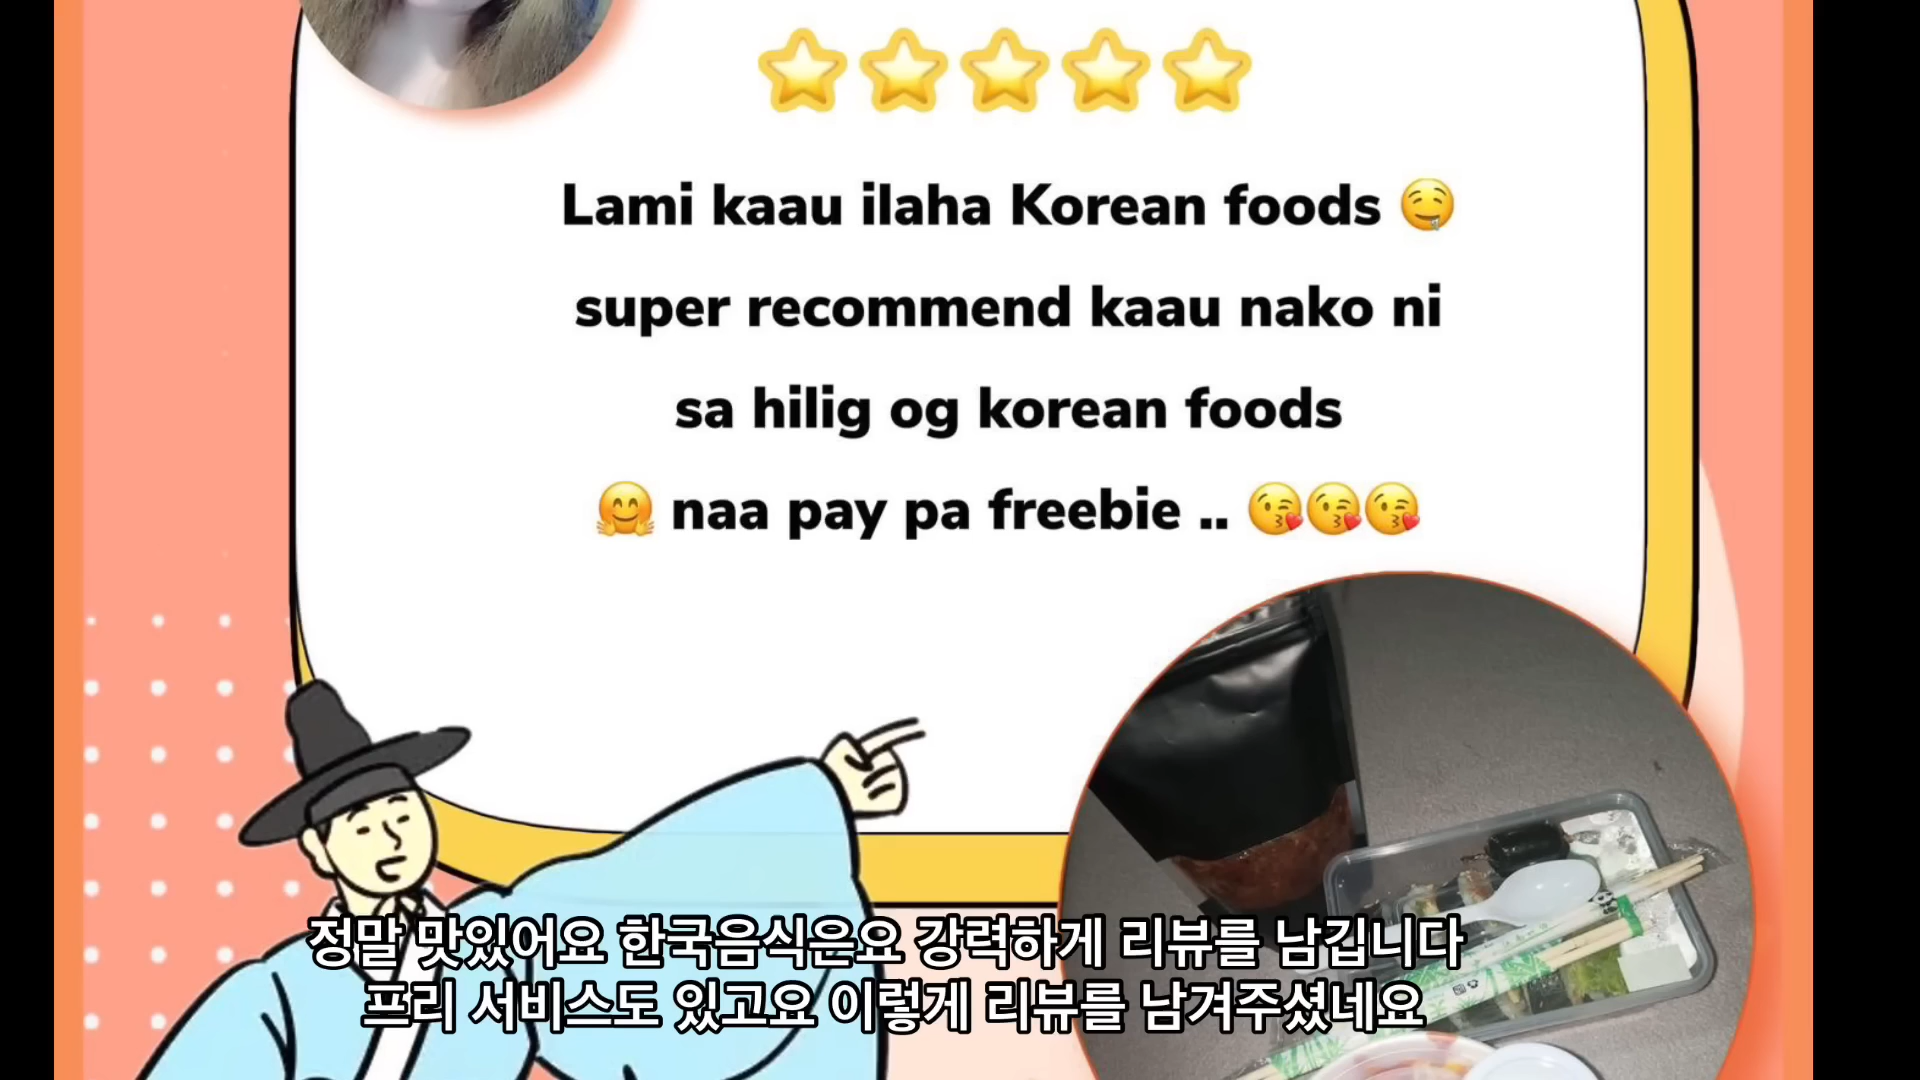 Lami kaau ilaha Korean foods 🤤
super recommend kaau nako ni
sa hilig og korean foods
🤗 naa pay pa freebie .. 😘😘😘
정말 맛있어요 한국음식은요 강력하게 리뷰를 남깁니다
프리 서비스도 있고요 이렇게 리뷰를 남겨주셨네요